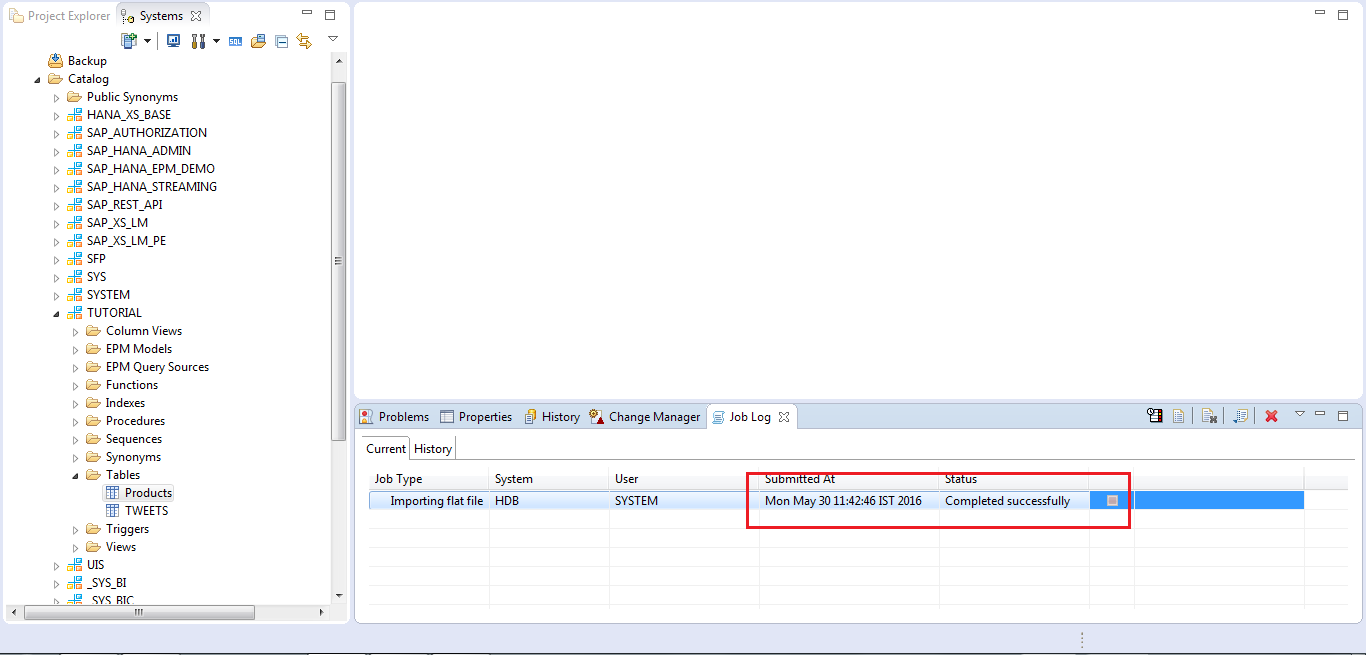 Project Explorer Systems
SQL
Backup
Catalog
Public Synonyms
HANA_XS_BASE
SAP_AUTHORIZATION
SAP_HANA_ADMIN
SAP_HANA_EPM_DEMO
SAP_HANA_STREAMING
SAP_REST_API
SAP_XS_LM
SAP_XS_LM_PE
SFP
SYS
SYSTEM
TUTORIAL
Column Views
EPM Models
EPM Query Sources
Functions
Indexes
Procedures
Sequences
Synonyms
Tables
Products
TWEETS
Triggers
Views
UIS
_SYS_BI
_SYS_BIC
Problems Properties History Change Manager Job Log
Current History
Job Type System User Submitted At Status
Importing flat file HDB SYSTEM Mon May 30 11:42:46 IST 2016 Completed successfully